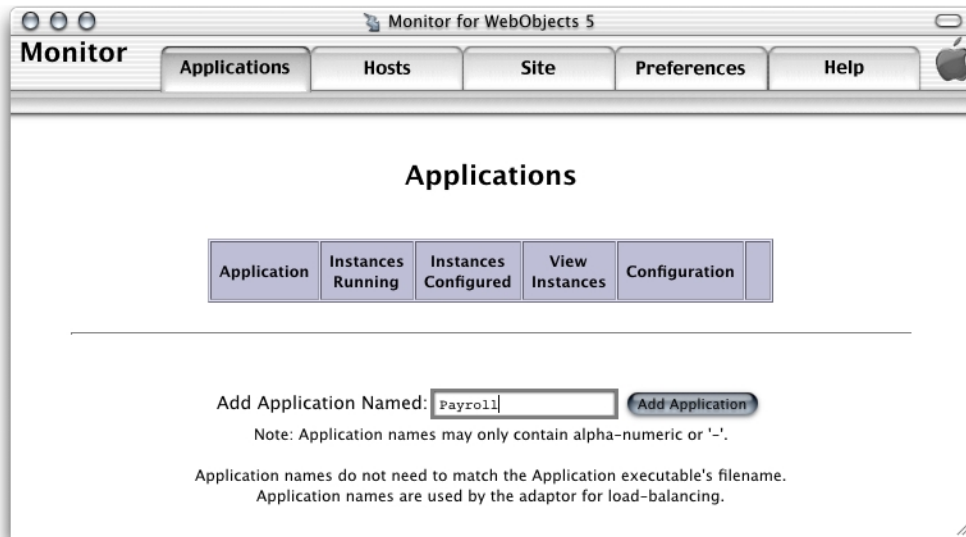 Monitor for WebObjects 5
Monitor
Applications
Hosts
Site
Preferences
Help
Applications
Application
Instances Running
Instances Configured
View Instances
Configuration
Add Application Named: Payroll Add Application
Note: Application names may only contain alpha-numeric or '-'.
Application names do not need to match the Application executable's filename.
Application names are used by the adaptor for load-balancing.